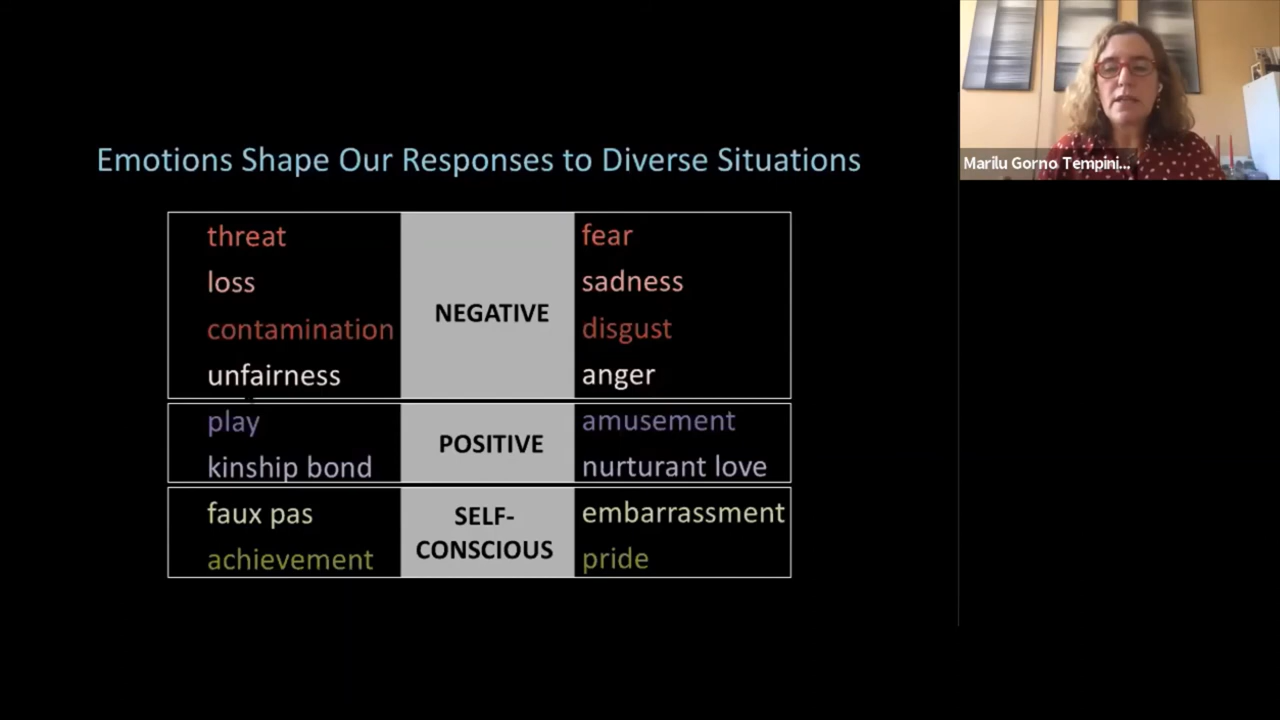 Emotions Shape Our Responses to Diverse Situations
threat
loss
contamination
unfairness
NEGATIVE
fear
sadness
disgust
anger
play
kinship bond
POSITIVE
amusement
nurturant love
faux pas
achievement
SELF-
CONSCIOUS
embarrassment
pride
Marilu Gorno Tempini...